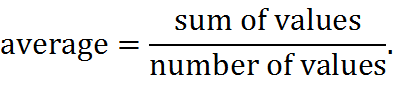 average = sum of values / number of values.